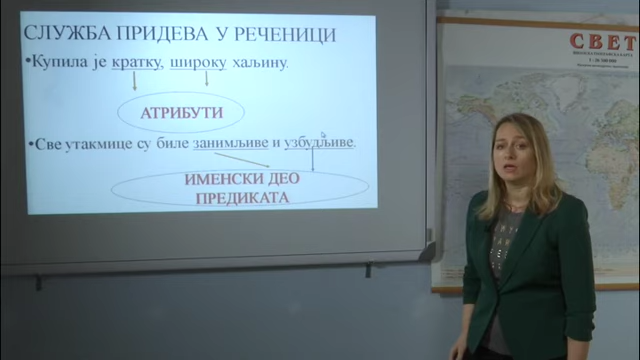 СЛУЖБА ПРИДЕВА У РЕЧЕНИЦИ
•Купила је кратку, широку хаљину.
АТРИБУТИ
•Све утакмице су биле занимљиве и узбудљиве.
ИМЕНСКИ ДЕО
ПРЕДИКАТА
СВЕТ